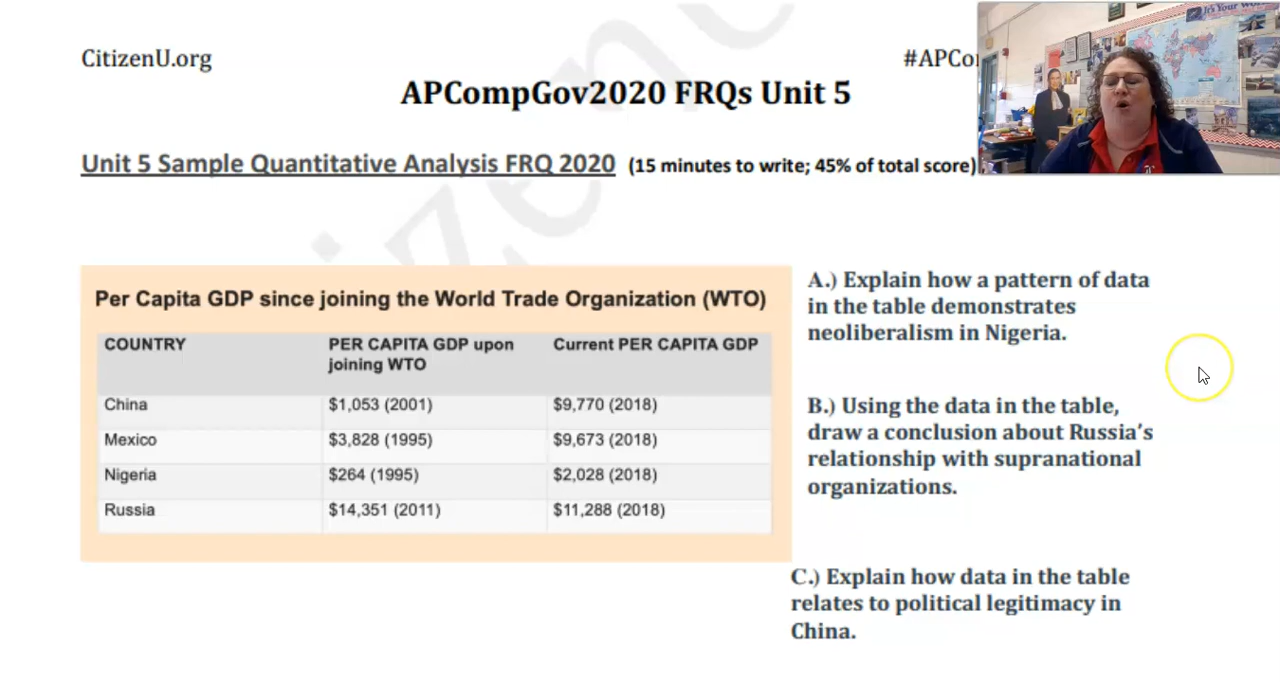 CitizenU.org
APCompGov2020 FRQs Unit 5
Unit 5 Sample Quantitative Analysis FRQ 2020 (15 minutes to write; 45% of total score)
Per Capita GDP since joining the World Trade Organization (WTO)
COUNTRY PER CAPITA GDP upon joining WTO Current PER CAPITA GDP
China $1,053 (2001) $9,770 (2018)
Mexico $3,828 (1995) $9,673 (2018)
Nigeria $264 (1995) $2,028 (2018)
Russia $14,351 (2011) $11,288 (2018)
A.) Explain how a pattern of data
in the table demonstrates
neoliberalism in Nigeria.
B.) Using the data in the table,
draw a conclusion about Russia's
relationship with supranational
organizations.
C.) Explain how data in the table
relates to political legitimacy in
China.